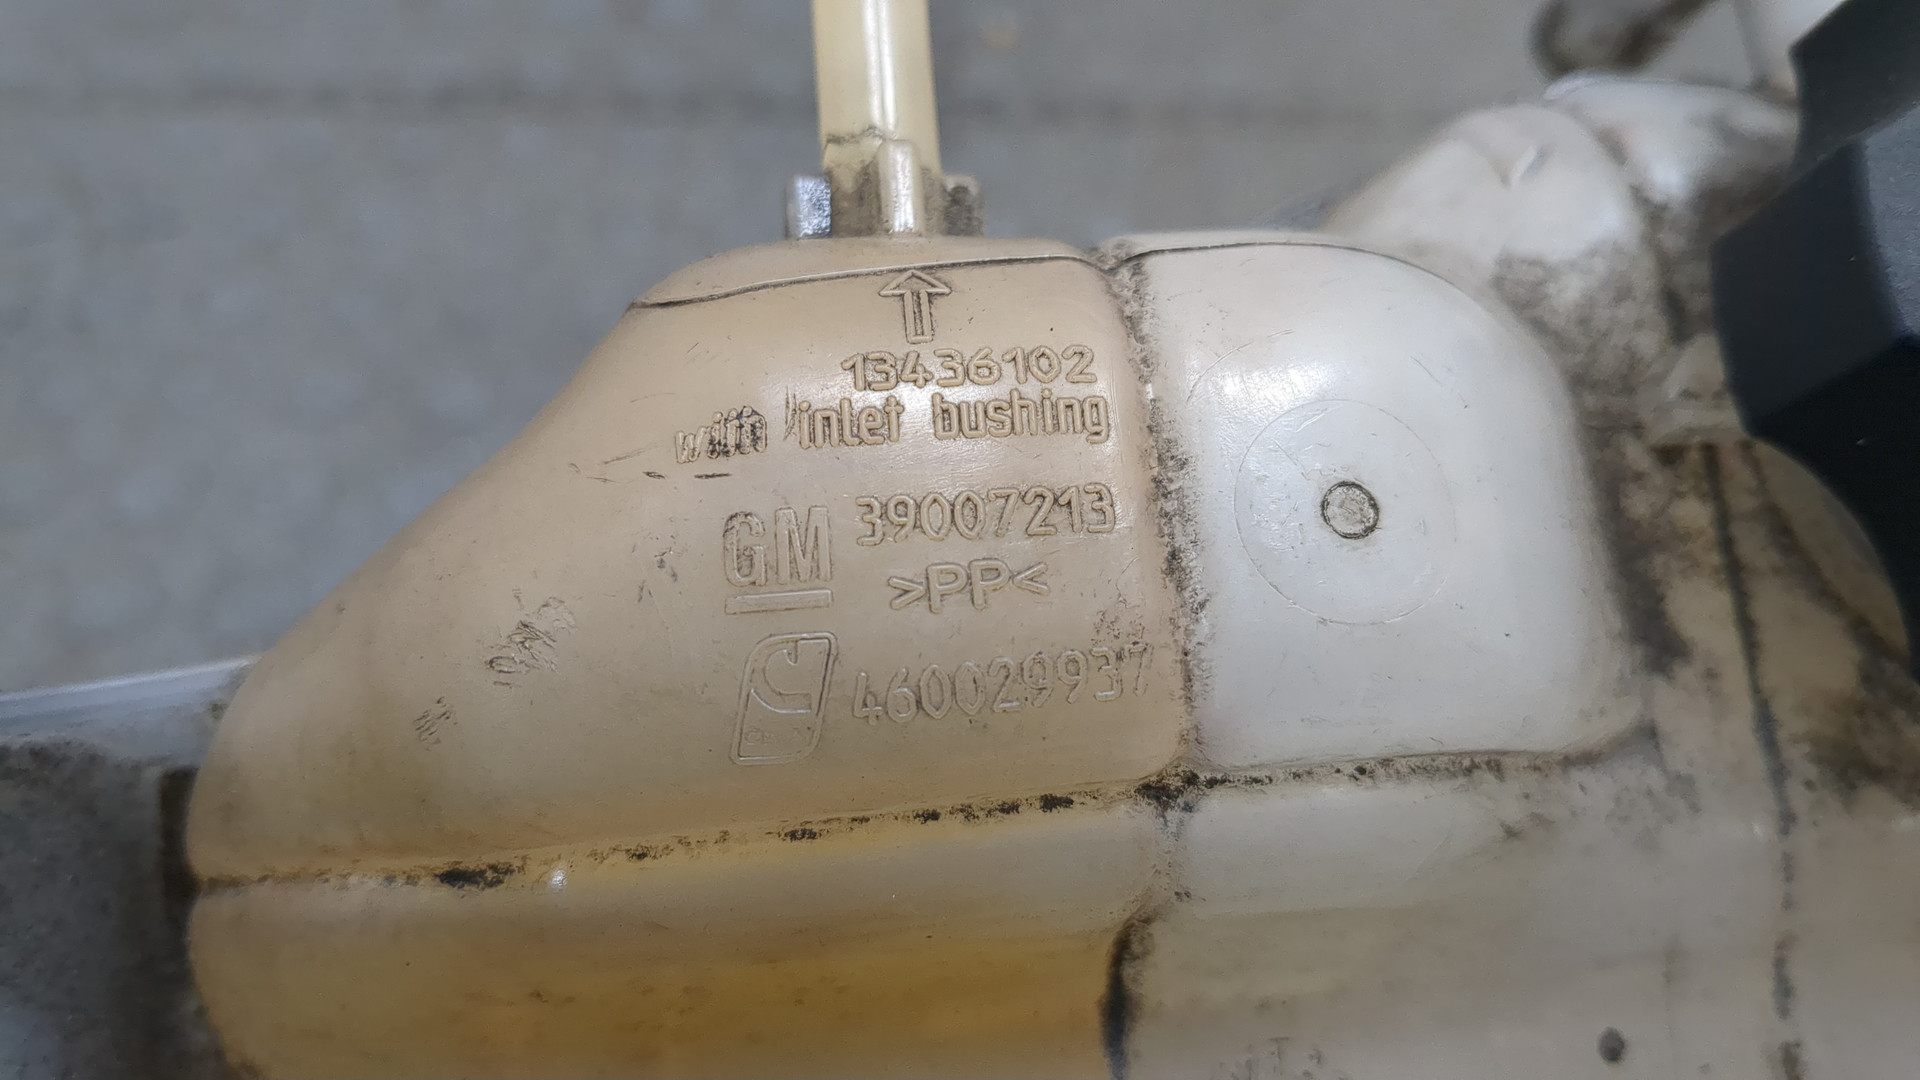 13436102
with inlet bushing
GM 39007213
>PP<
460029937